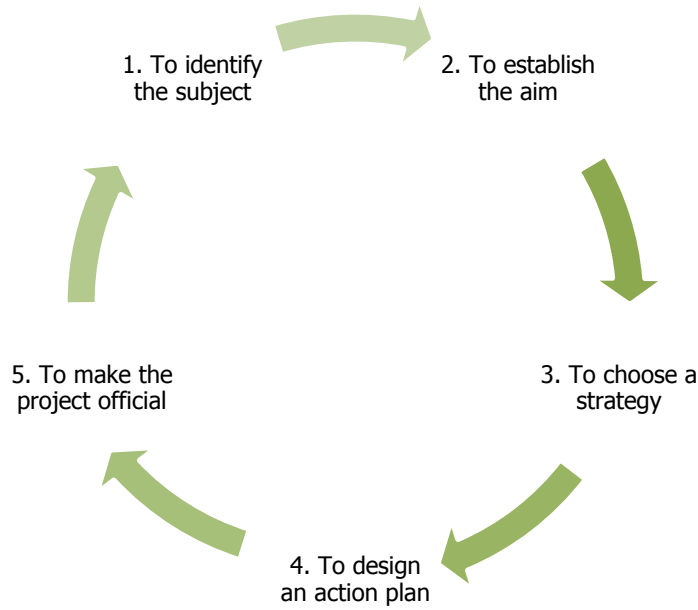 1. To identify
the subject
2. To establish
the aim
3. To choose a
strategy
4. To design
an action plan
5. To make the
project official